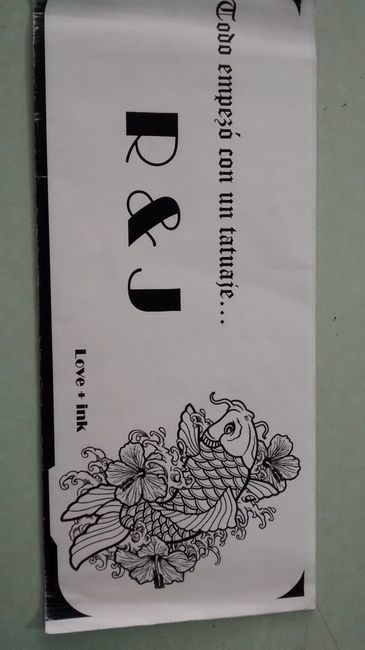 Todo empezó con un tatuaje...
R & J
Love + ink